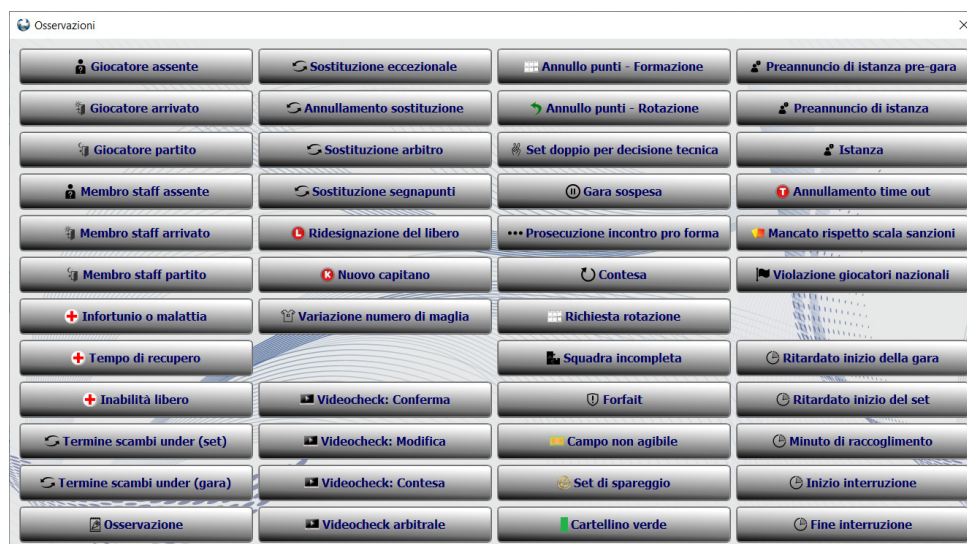 Osservazioni
Giocatore assente
Sostituzione eccezionale
Annullo punti - Formazione
Preannuncio di istanza pre-gara
Giocatore arrivato
Annullamento sostituzione
Annullo punti - Rotazione
Preannuncio di istanza
Giocatore partito
Sostituzione arbitro
Set doppio per decisione tecnica
Istanza
Membro staff assente
Sostituzione segnapunti
Gara sospesa
T Annullamento time out
Membro staff arrivato
L Ridesignazione del libero
Prosecuzione incontro pro forma
Mancato rispetto scala sanzioni
Membro staff partito
K Nuovo capitano
Contesa
Violazione giocatori nazionali
Infortunio o malattia
Variazione numero di maglia
Richiesta rotazione
Tempo di recupero
Squadra incompleta
Ritardato inizio della gara
Inabilità libero
Videocheck: Conferma
Forfait
Ritardato inizio del set
Termine scambi under (set)
Videocheck: Modifica
Campo non agibile
Minuto di raccoglimento
Termine scambi under (gara)
Videocheck: Contesa
Set di spareggio
Inizio interruzione
Osservazione
Videocheck arbitrale
Cartellino verde
Fine interruzione